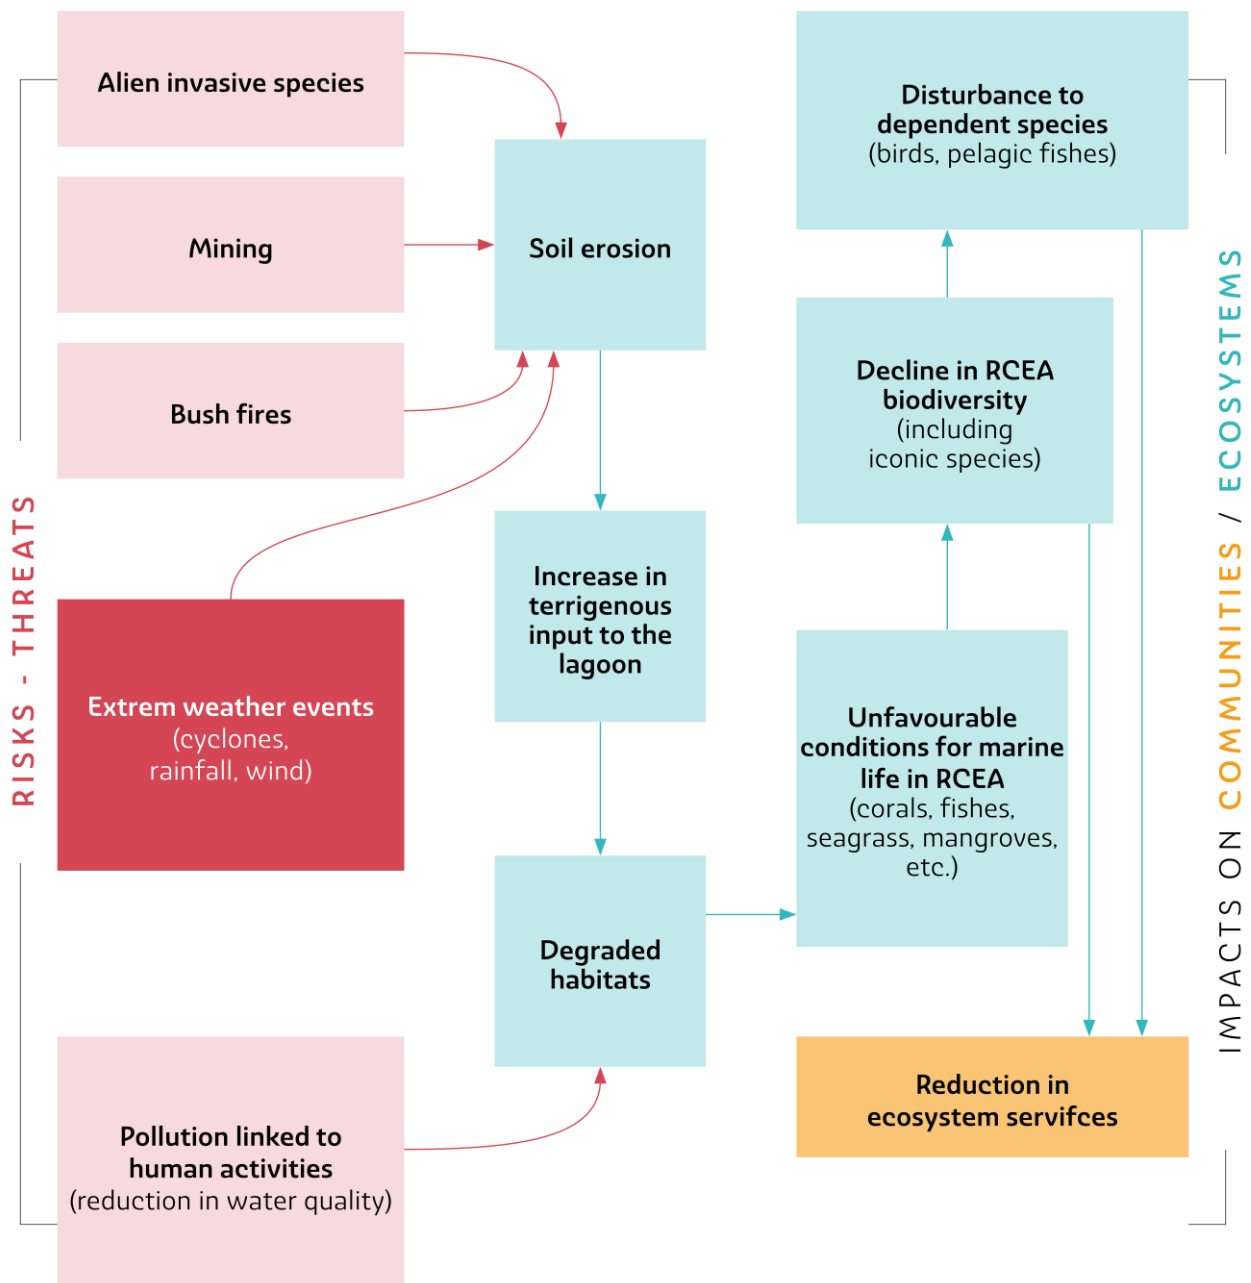 Alien invasive species
Mining
Bush fires
RISKS - THREATS
Extrem weather events
(cyclones,
rainfall, wind)
Pollution linked to
human activities
(reduction in water quality)
Soil erosion
Increase in
terrigenous
input to the
lagoon
Degraded
habitats
Disturbance to
dependent species
(birds, pelagic fishes)
Decline in RCEA
biodiversity
(including
iconic species)
Unfavourable
conditions for marine
life in RCEA
(corals, fishes,
seagrass, mangroves,
etc.)
Reduction in
ecosystem servifces
IMPACTS ON COMMUNITIES / ECOSYSTEMS